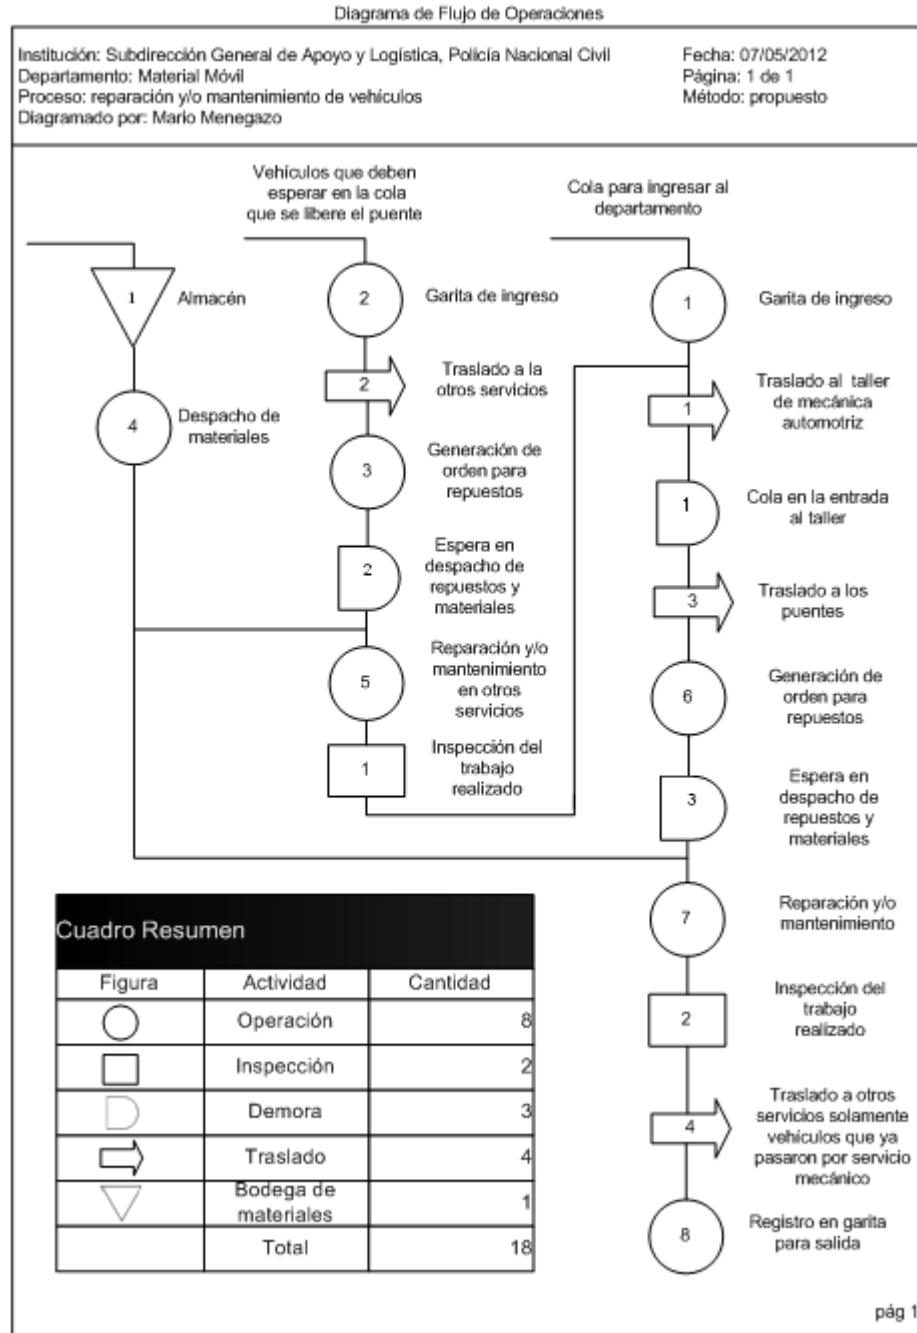 Diagrama de Flujo de Operaciones
Institución: Subdirección General de Apoyo y Logística, Policía Nacional Civil
Departamento: Material Móvil
Proceso: reparación y/o mantenimiento de vehículos
Diagramado por: Mario Menegazo
Fecha: 07/05/2012
Página: 1 de 1
Método: propuesto
1
Almacén
4
Despacho de
materiales
Vehículos que deben
esperar en la cola
que se libere el puente
2
Garita de ingreso
2
Traslado a la
otros servicios
3
Generación de
orden para
repuestos
2
Espera en
despacho de
repuestos y
materiales
5
Reparación y/o
mantenimiento
en otros
servicios
1
Inspección del
trabajo
realizado
Cola para ingresar al
departamento
1
Garita de ingreso
1
Traslado al taller
de mecánica
automotriz
1
Cola en la entrada
al taller
3
Traslado a los
puentes
6
Generación de
orden para
repuestos
3
Espera en
despacho de
repuestos y
materiales
7
Reparación y/o
mantenimiento
2
Inspección del
trabajo
realizado
4
Traslado a otros
servicios solamente
vehículos que ya
pasaron por servicio
mecánico
8
Registro en garita
para salida
Cuadro Resumen
Figura Actividad Cantidad
Operación 8
Inspección 2
Demora 3
Traslado 4
Bodega de
materiales 1
Total 18
pág 1